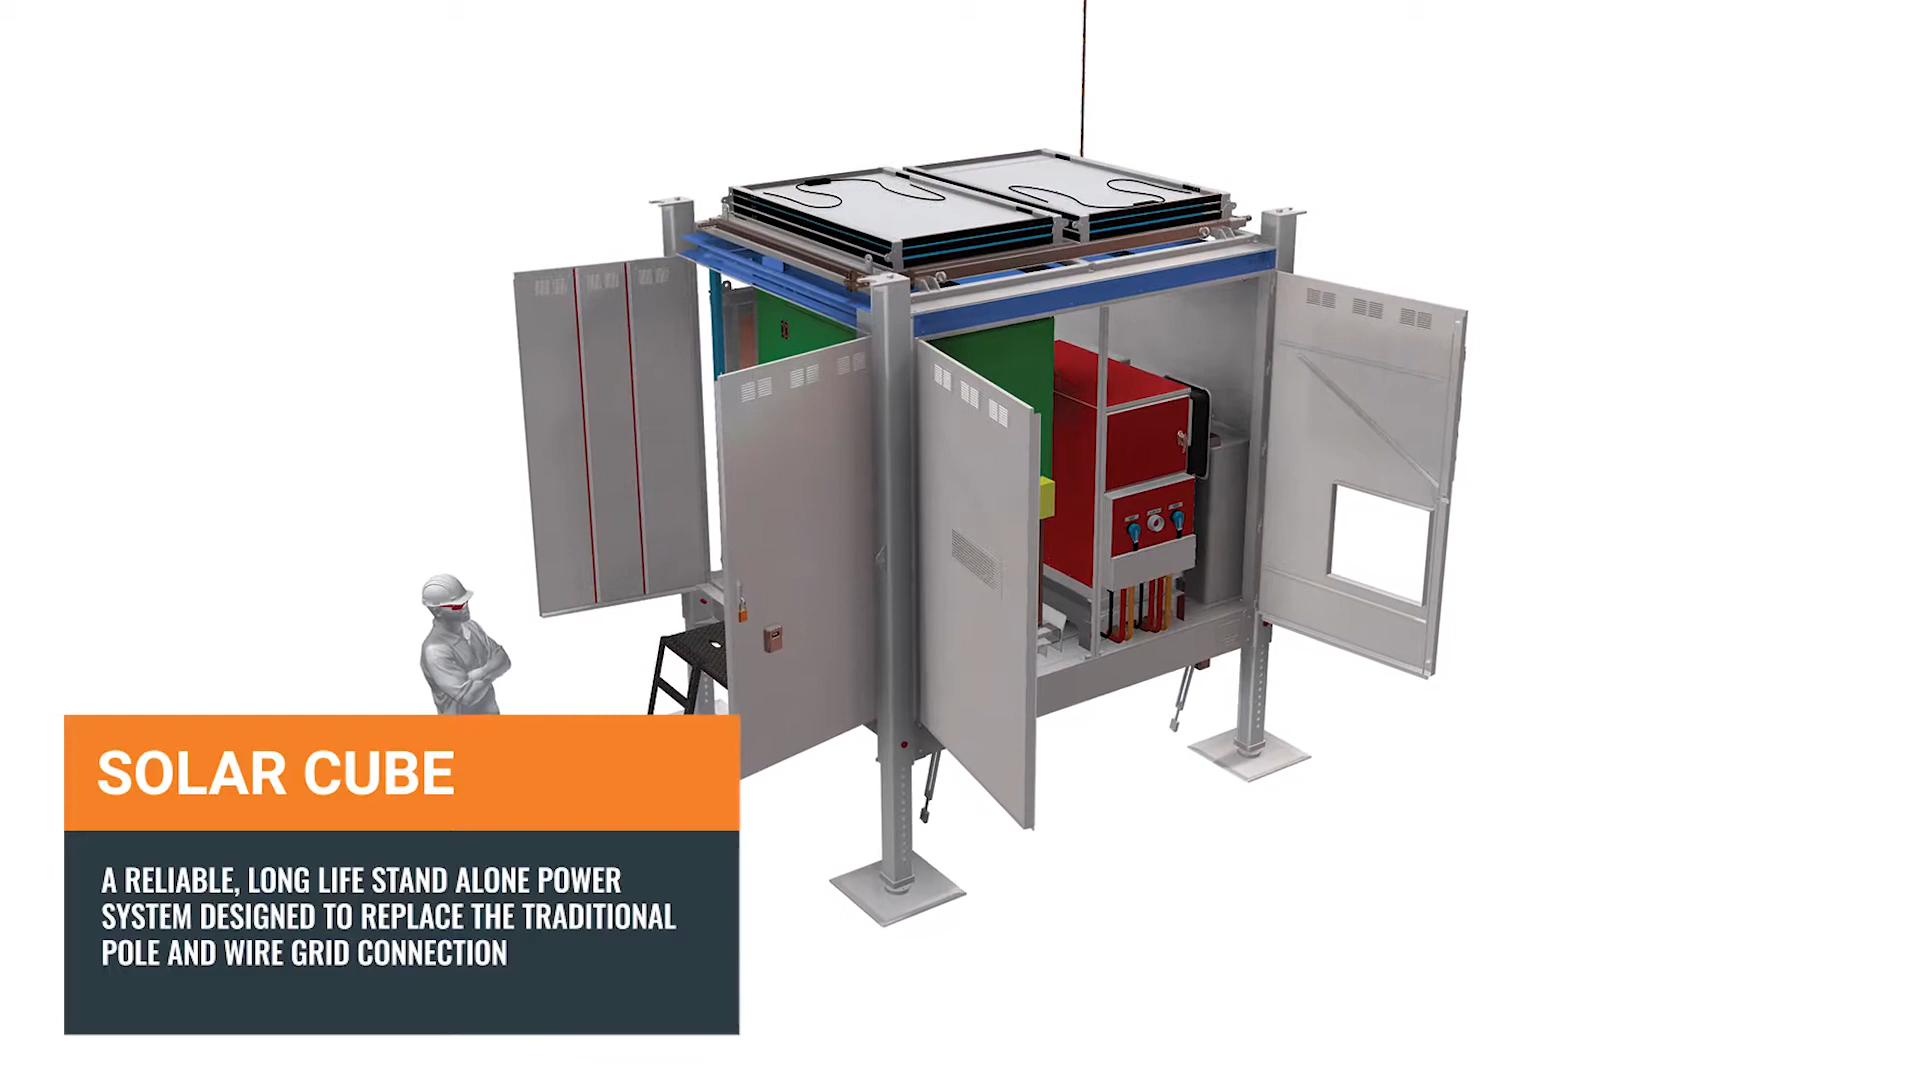 SOLAR CUBE
A RELIABLE, LONG LIFE STAND ALONE POWER
SYSTEM DESIGNED TO REPLACE THE TRADITIONAL
POLE AND WIRE GRID CONNECTION